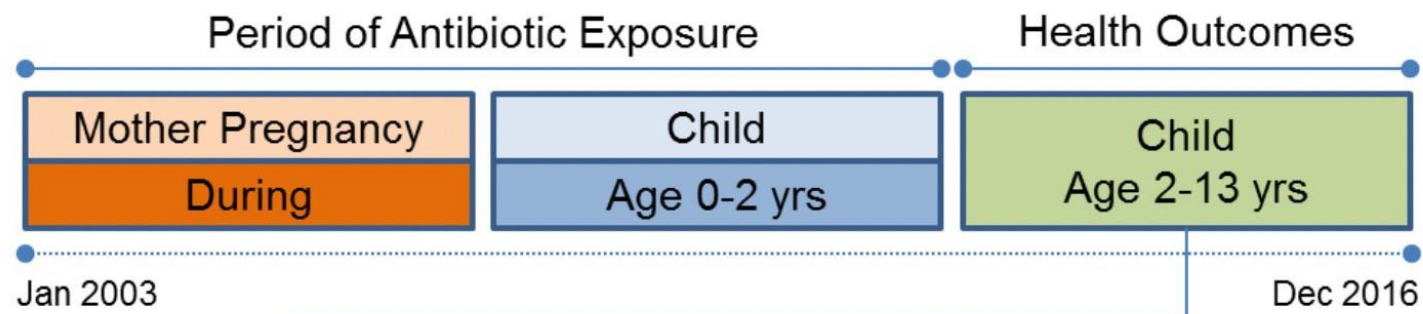 Period of Antibiotic Exposure
Health Outcomes
Mother Pregnancy
During
Child
Age 0-2 yrs
Child
Age 2-13 yrs
Jan 2003
Dec 2016